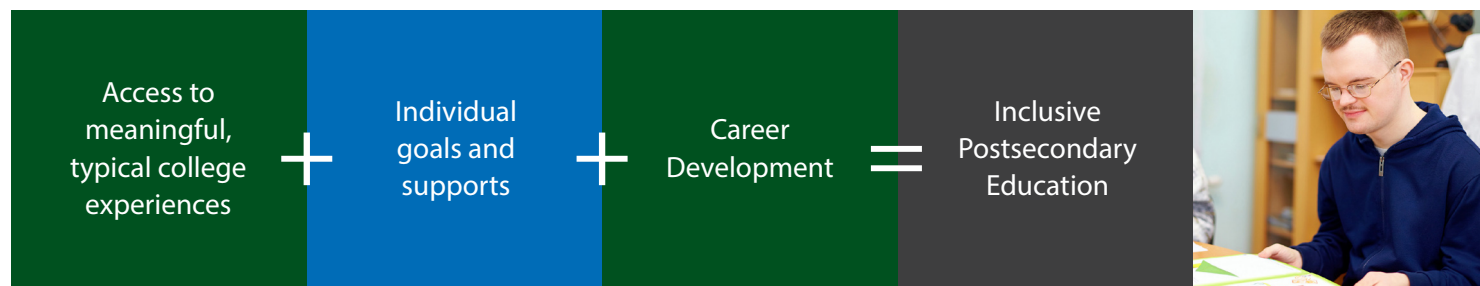 Access to
meaningful,
typical college
experiences
+
Individual
goals and
supports
+
Career
Development
=
Inclusive
Postsecondary
Education